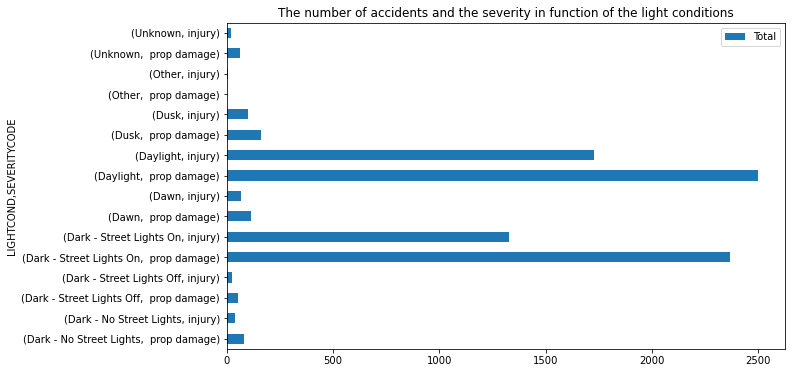 The number of accidents and the severity in function of the light conditions
Total
LIGHTCOND,SEVERITYCODE
(Unknown, injury)
(Unknown,  prop damage)
(Other, injury)
(Other,  prop damage)
(Dusk, injury)
(Dusk,  prop damage)
(Daylight, injury)
(Daylight,  prop damage)
(Dawn, injury)
(Dawn,  prop damage)
(Dark - Street Lights On, injury)
(Dark - Street Lights On,  prop damage)
(Dark - Street Lights Off, injury)
(Dark - Street Lights Off,  prop damage)
(Dark - No Street Lights, injury)
(Dark - No Street Lights,  prop damage)
0 500 1000 1500 2000 2500